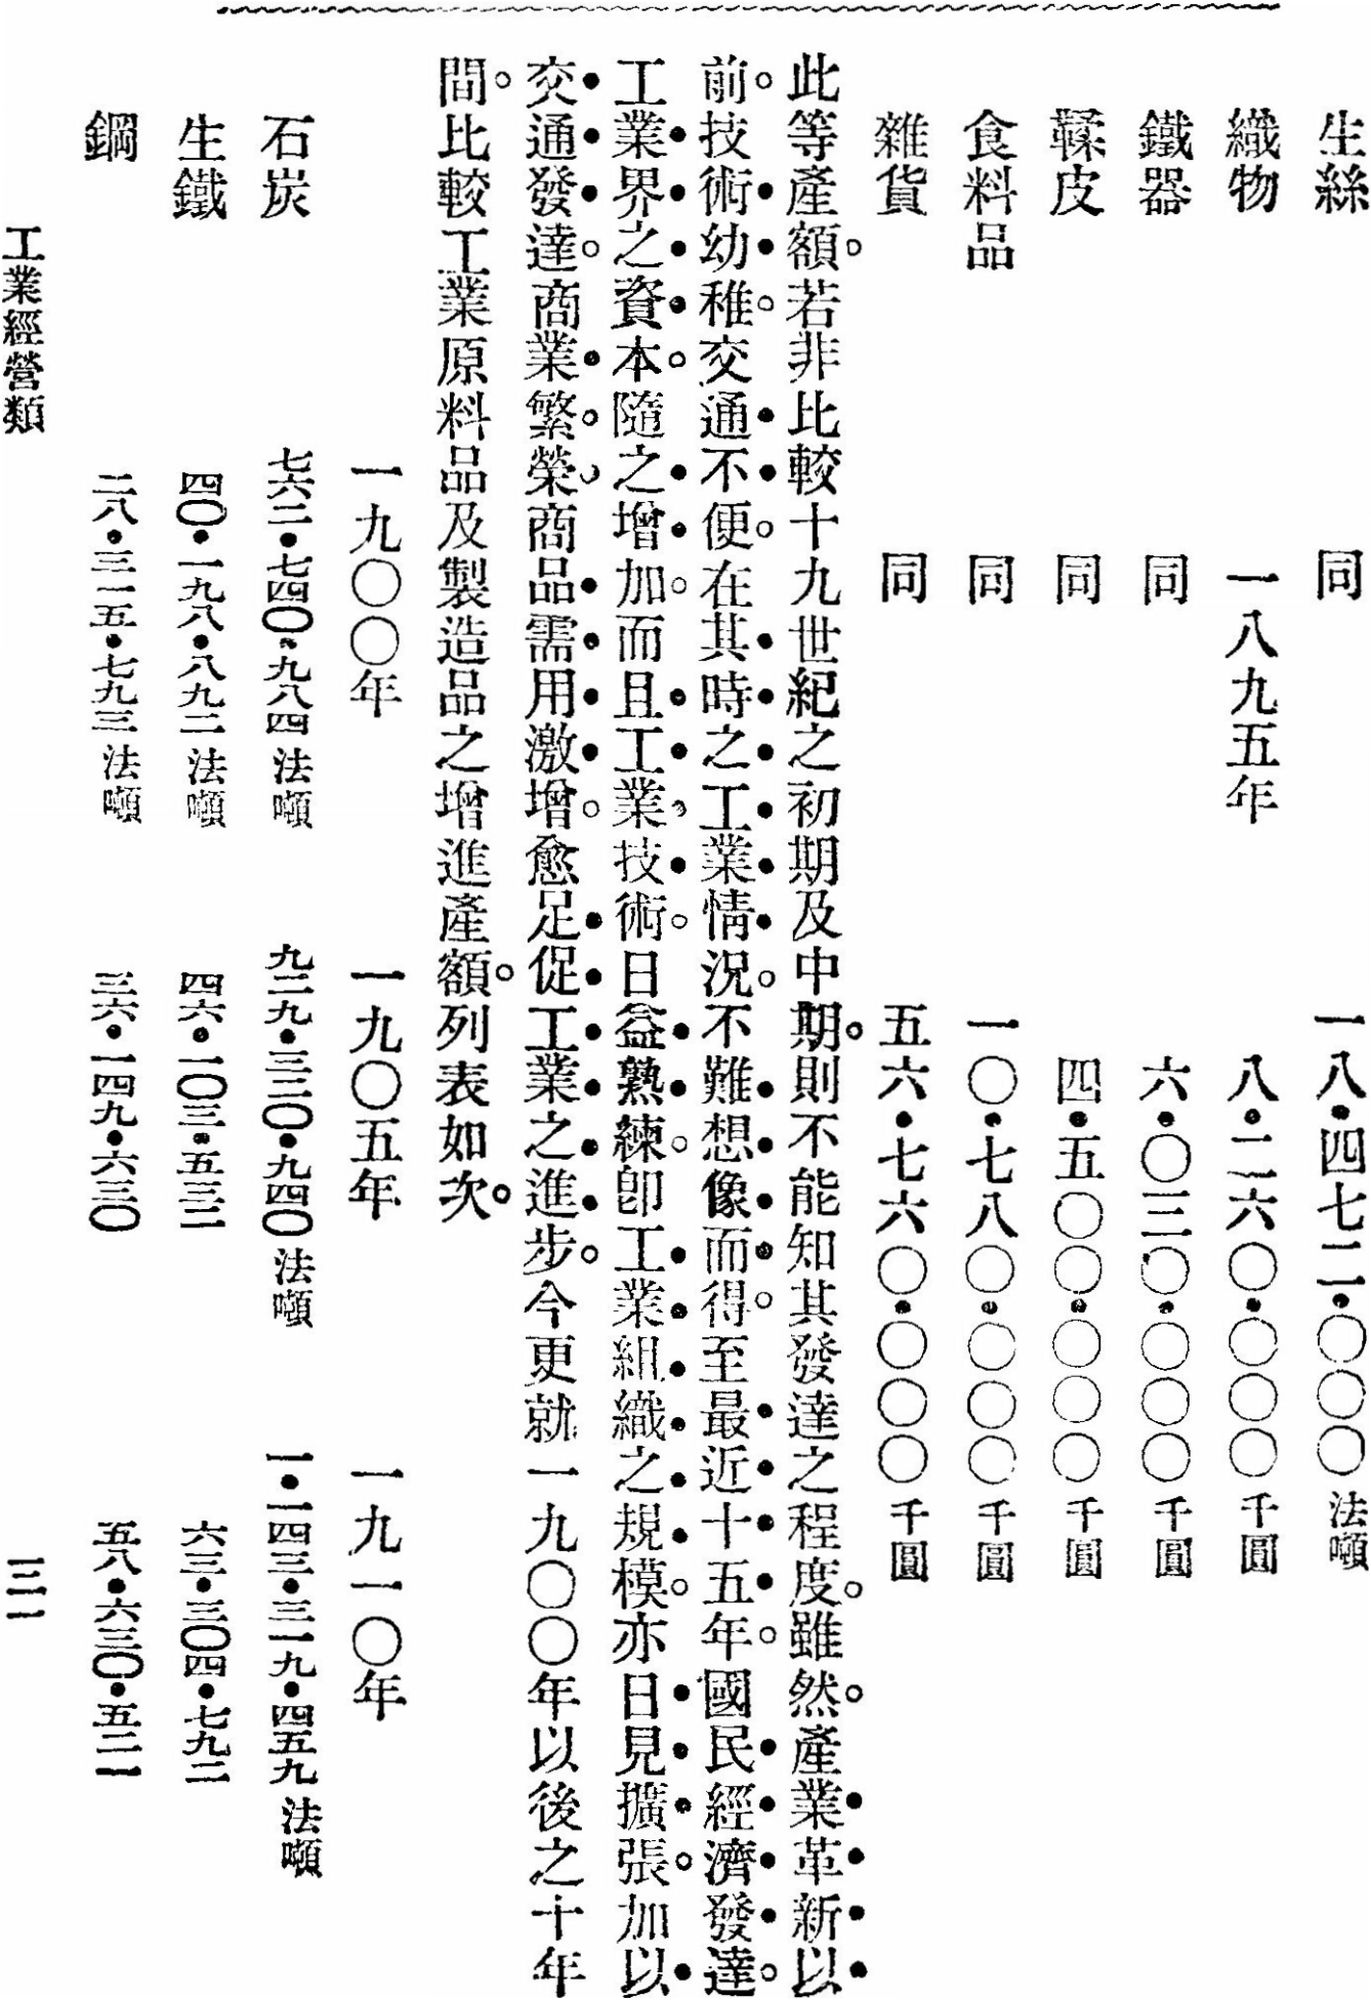 生絲　同　一八・四七二・〇〇〇法噸
織物　一八九五年　八・二六〇・〇〇〇千圓
鐵器　同　六・〇三〇・〇〇〇千圓
鞣皮　同　四・五〇〇・〇〇〇千圓
食料品　同　一〇・七八〇・〇〇〇千圓
雜貨　同　五六・七六〇・〇〇〇千圓
此等產額。若非比較十九世紀之初期及中期。則不能知其發達之程度。雖然。產業革新以
前。技術幼稚。交通不便。在其時之工業情況。不難想像而得。至最近十五年。國民經濟發達。
工業界之資本。隨之增加。而且工業技術。日益熟練。卽工業組織之規模。亦日見擴張。加以
交通發達。商業繁榮。商品需用激增。愈足促工業之進步。今更就一九〇〇年以後之十年
間。比較工業原料品及製造品之增進產額。列表如次。
一九〇〇年　一九〇五年　一九一〇年
石炭　七六二・七四〇・九八四法噸　九二九・三二〇・九四〇法噸　一・一四三・三一九・四五九法噸
生鐵　四〇・一九八・八九二法噸　四六・一〇三・五三二　六三・三〇四・七九二
鋼　二八・三一五・七九三法噸　三六・一四九・六三〇　五八・六三〇・五二一
工業經營類　三一